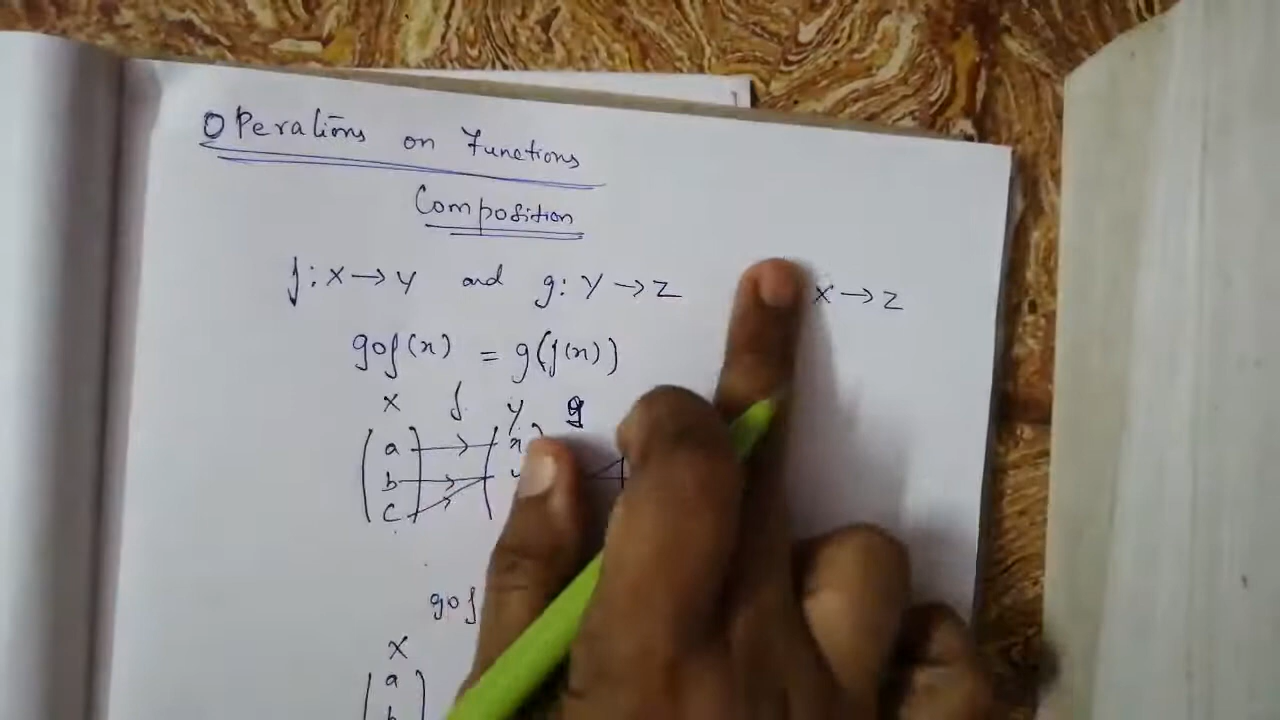 Operations on Functions
Composition
f: X → Y and g: Y → Z X → Z
gof(x) = g(f(x))
X f Y g
a x
b
c
gof
X
a
b